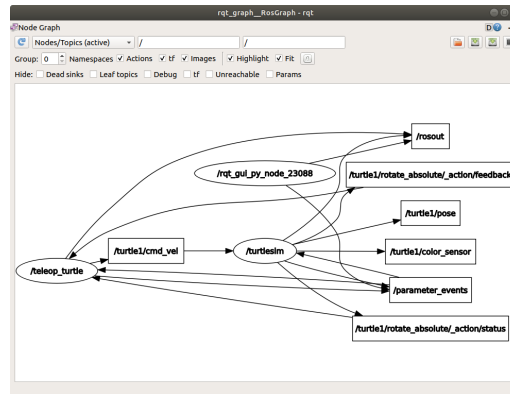 rqt_graph__RosGraph - rqt
Node Graph
D
Nodes/Topics (active) / /
Group: 0 Namespaces Actions tf Images Highlight Fit
Hide: Dead sinks Leaf topics Debug tf Unreachable Params
/rosout
/rqt_gui_py_node_23088
/turtle1/rotate_absolute/_action/feedback
/turtle1/pose
/turtle1/cmd_vel
/turtlesim
/turtle1/color_sensor
/teleop_turtle
/parameter_events
/turtle1/rotate_absolute/_action/status